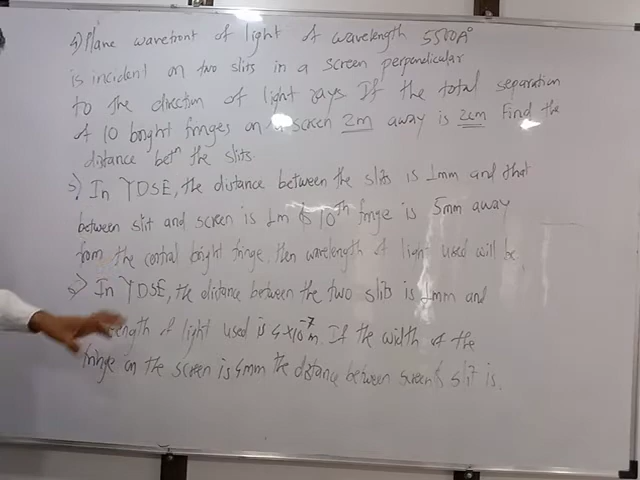 4) Plane wavefront of light of wavelength 5500A°
is incident on two slits in a screen perpendicular
to the direction of light rays If the total separation
of 10 bright fringes on a screen 2m away is 2cm Find the
distance betn the slits.
5) In YDSE, the distance between the slits is 1mm and that
between slit and screen is 1m & 10th fringe is 5mm away
from the central bright fringe, then wavelength of light used will be
6) In YDSE, the distance between the two slits is 1mm and
length of light used is 4×10⁻⁷m. If the width of the
fringe on the screen is 4mm the distance between screen & slit is.